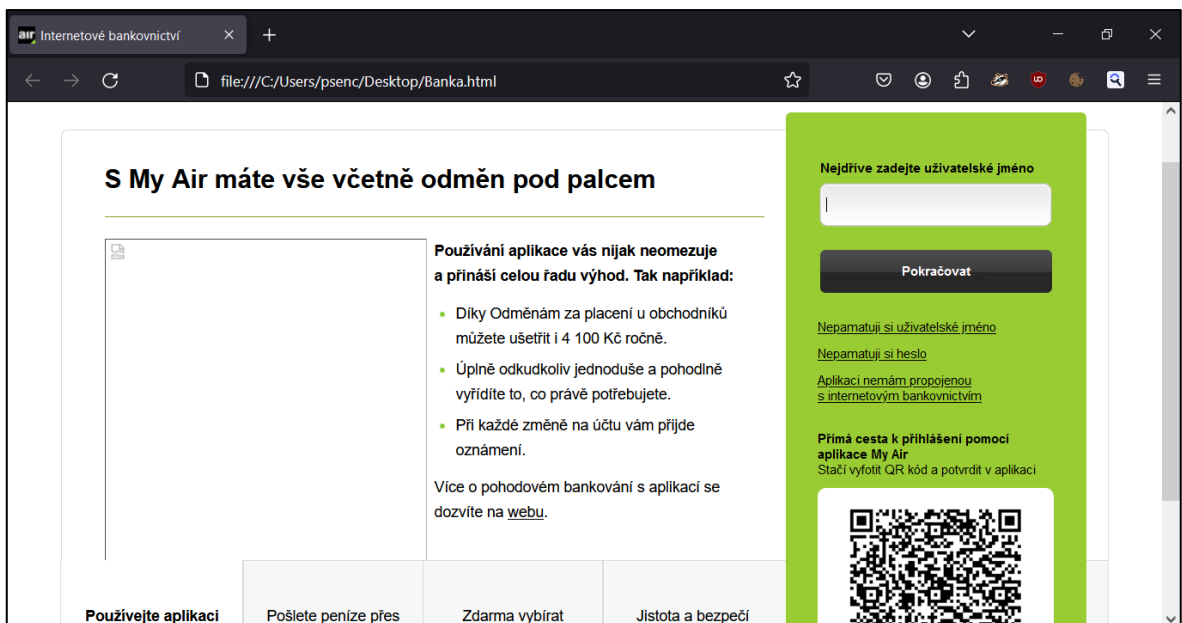 air Internetové bankovnictví
file:///C:/Users/psenc/Desktop/Banka.html
S My Air máte vše včetně odměn pod palcem
Používání aplikace vás nijak neomezuje
a přináší celou řadu výhod. Tak například:
Díky Odměnám za placení u obchodníků
můžete ušetřit i 4 100 Kč ročně.
Úplně odkudkoliv jednoduše a pohodlně
vyřídíte to, co právě potřebujete.
Při každé změně na účtu vám přijde
oznámení.
Více o pohodovém bankování s aplikací se
dozvíte na webu.
Používejte aplikaci
Pošlete peníze přes
Zdarma vybírat
Jistota a bezpečí
Nejdříve zadejte uživatelské jméno
Pokračovat
Nepamatuji si uživatelské jméno
Nepamatuji si heslo
Aplikaci nemám propojenou
s internetovým bankovnictvím
Přímá cesta k přihlášení pomocí
aplikace My Air
Stačí vyfotit QR kód a potvrdit v aplikaci